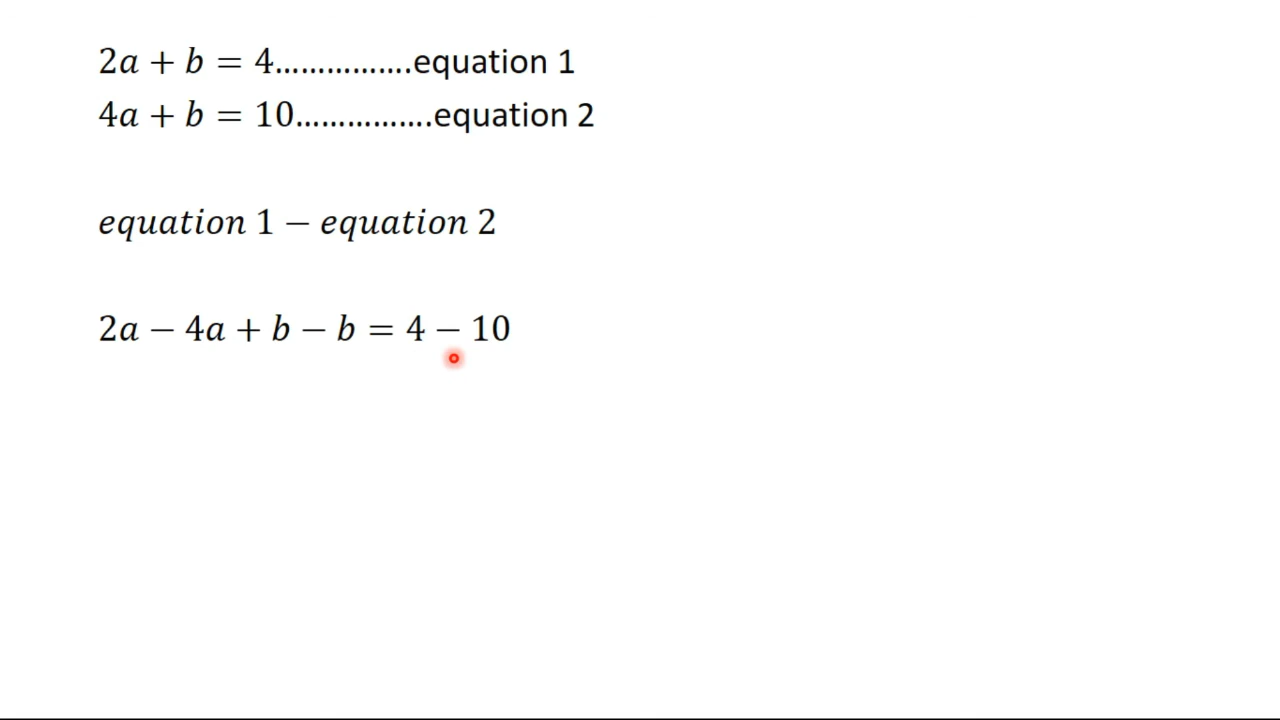 2a + b = 4................equation 1
4a + b = 10................equation 2
equation 1 − equation 2
2a − 4a + b − b = 4 − 10